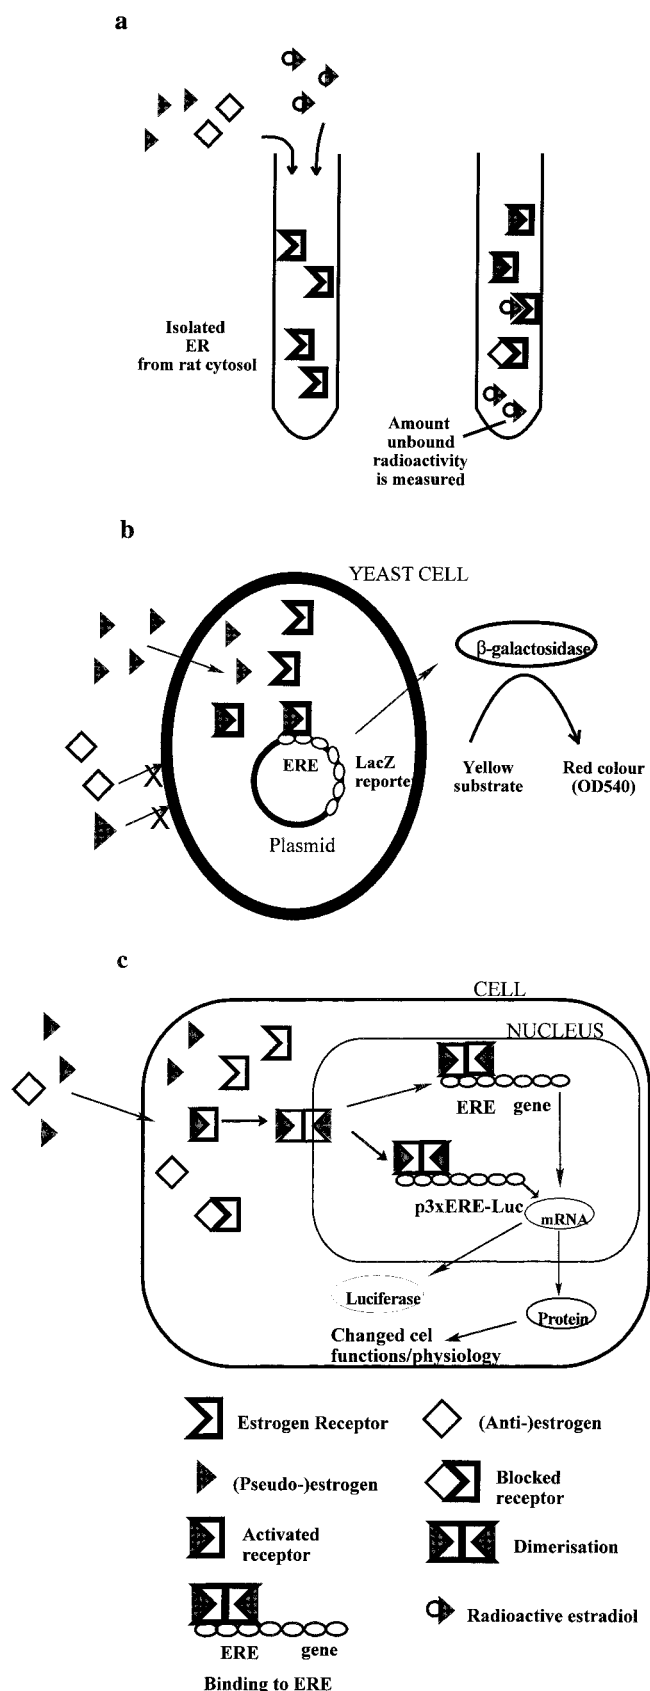 a
Isolated
ER
from rat cytosol
Amount
unbound
radioactivity
is measured
b
YEAST CELL
β-galactosidase
ERE
LacZ
reporter
Yellow
substrate
Red colour
(OD540)
X
X
Plasmid
c
CELL
NUCLEUS
ERE gene
p3xERE-Luc
mRNA
Luciferase
Protein
Changed cel
functions/physiology
Estrogen Receptor
(Anti-)estrogen
(Pseudo-)estrogen
Blocked
receptor
Activated
receptor
Dimerisation
Radioactive estradiol
ERE gene
Binding to ERE